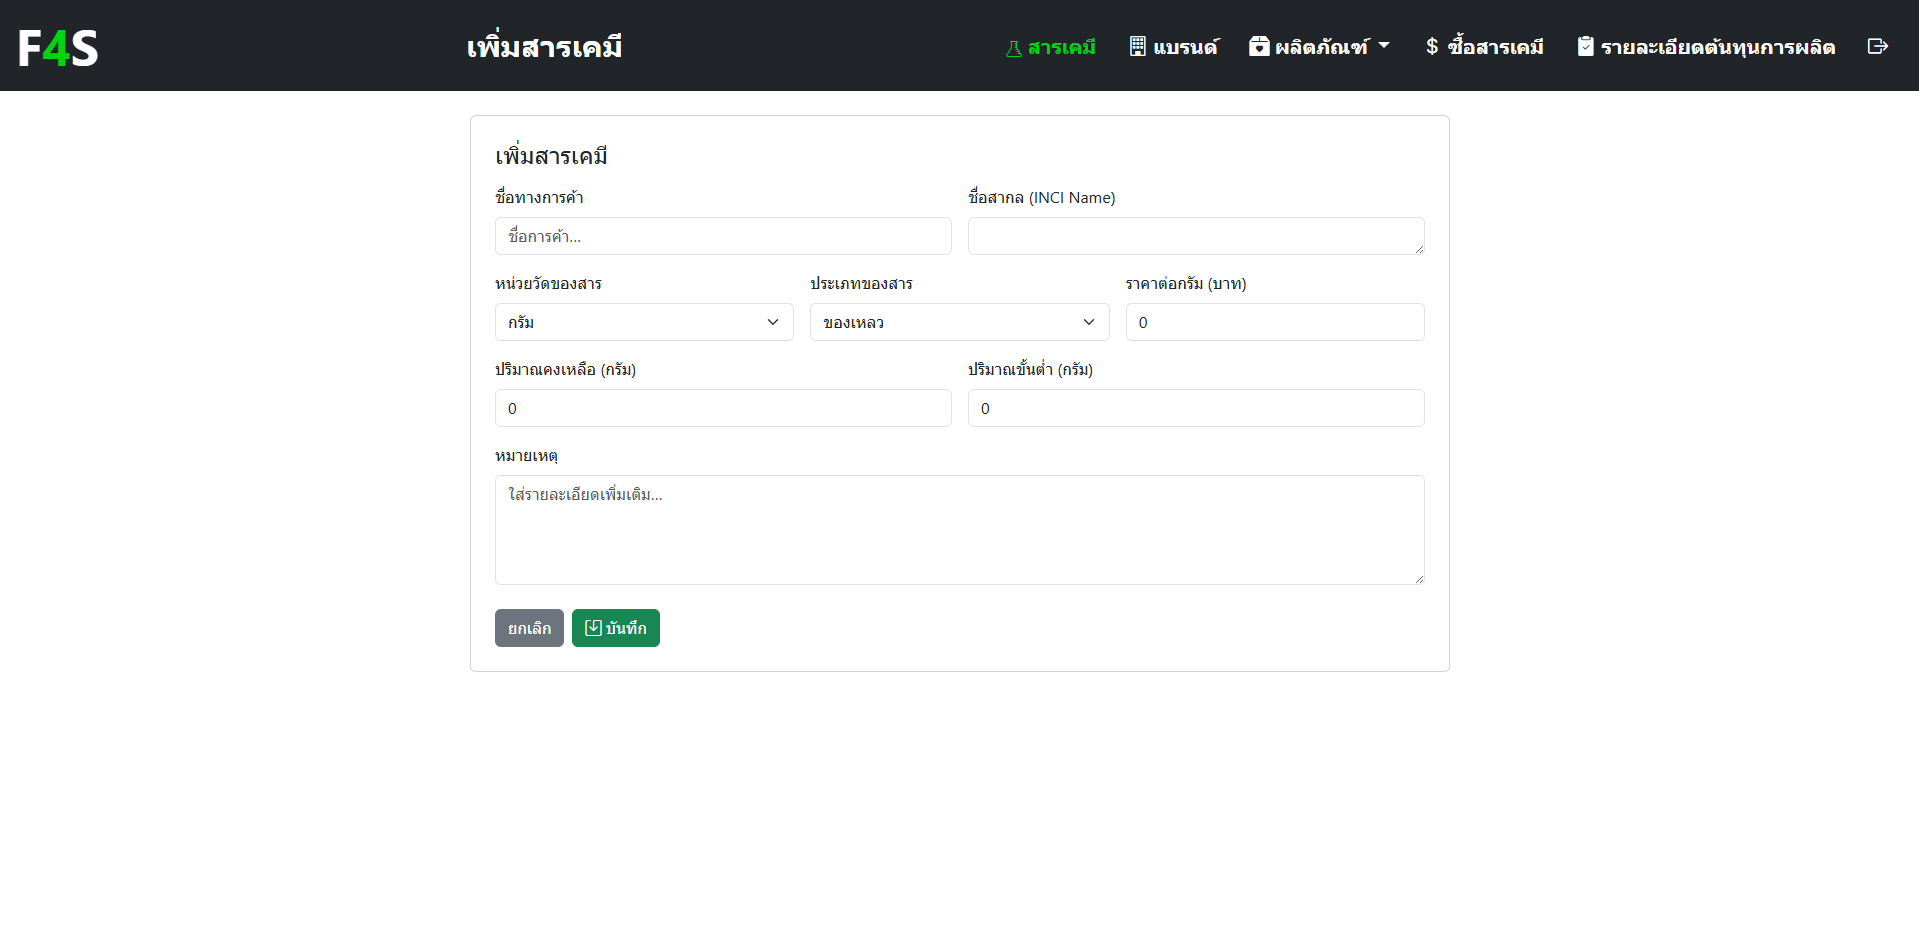 F4S
เพิ่มสารเคมี
สารเคมี
แบรนด์
ผลิตภัณฑ์
$ ซื้อสารเคมี
รายละเอียดต้นทุนการผลิต
เพิ่มสารเคมี
ชื่อทางการค้า
ชื่อสากล (INCI Name)
ชื่อการค้า...
หน่วยวัดของสาร
ประเภทของสาร
ราคาต่อกรัม (บาท)
กรัม
ของเหลว
0
ปริมาณคงเหลือ (กรัม)
ปริมาณขั้นต่ำ (กรัม)
0
0
หมายเหตุ
ใส่รายละเอียดเพิ่มเติม...
ยกเลิก
บันทึก